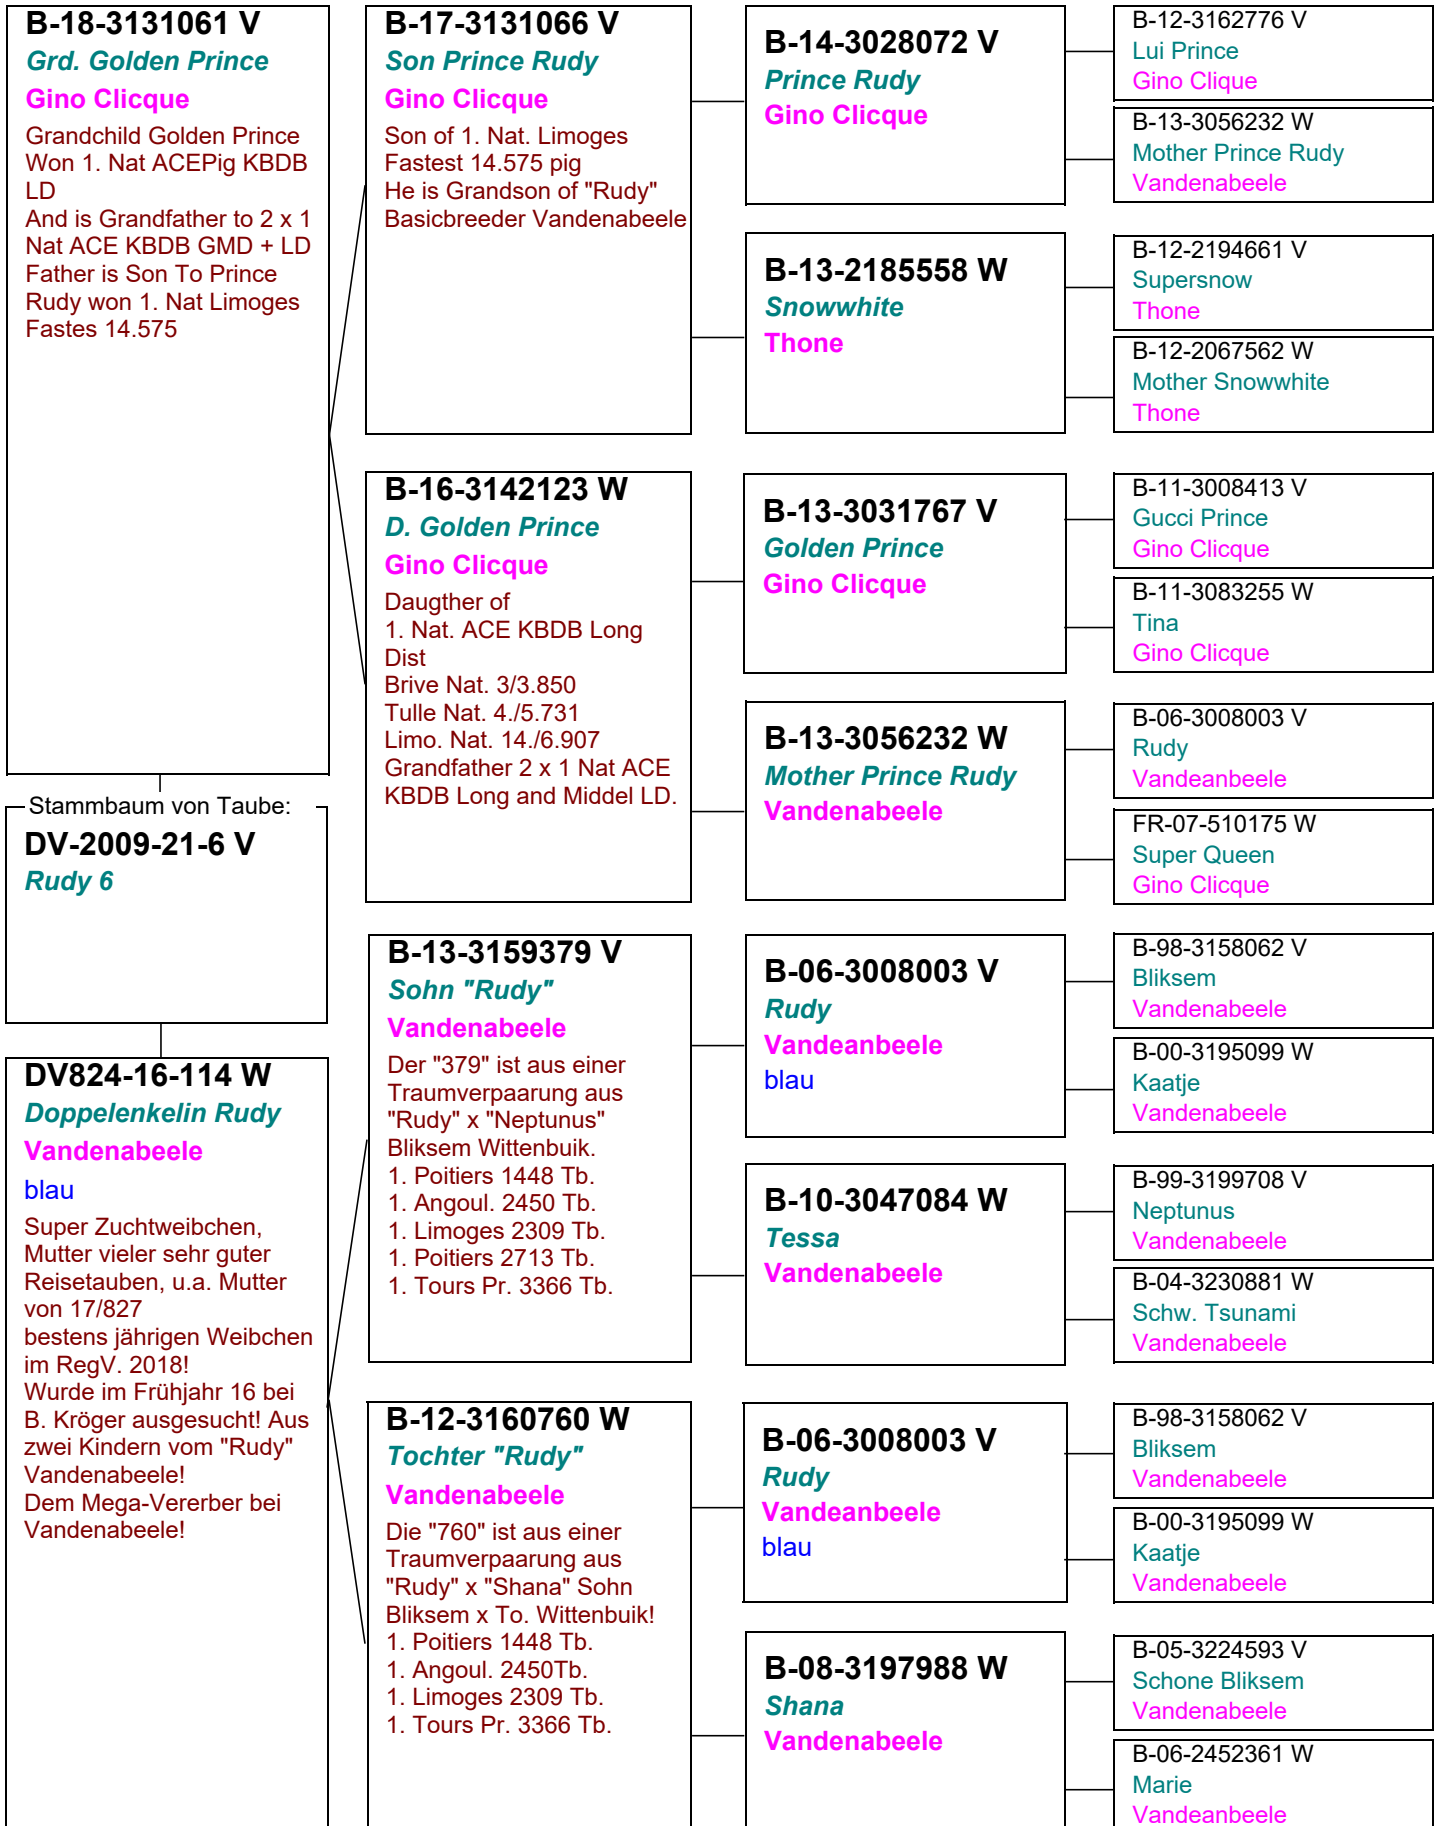 B-18-3131061 V
Grd. Golden Prince
Gino Clicque
Grandchild Golden Prince
Won 1. Nat ACEPig KBDB
LD
And is Grandfather to 2 x 1
Nat ACE KBDB GMD + LD
Father is Son To Prince
Rudy won 1. Nat Limoges
Fastes 14.575
Stammbaum von Taube:
DV-2009-21-6 V
Rudy 6
DV824-16-114 W
Doppelenkelin Rudy
Vandenabeele
blau
Super Zuchtweibchen,
Mutter vieler sehr guter
Reisetauben, u.a. Mutter
von 17/827
bestens jährigen Weibchen
im RegV. 2018!
Wurde im Frühjahr 16 bei
B. Kröger ausgesucht! Aus
zwei Kindern vom "Rudy"
Vandenabeele!
Dem Mega-Vererber bei
Vandenabeele!
B-17-3131066 V
Son Prince Rudy
Gino Clicque
Son of 1. Nat. Limoges
Fastest 14.575 pig
He is Grandson of "Rudy"
Basicbreeder Vandenabeele
B-16-3142123 W
D. Golden Prince
Gino Clicque
Daugther of
1. Nat. ACE KBDB Long
Dist
Brive Nat. 3/3.850
Tulle Nat. 4./5.731
Limo. Nat. 14./6.907
Grandfather 2 x 1 Nat ACE
KBDB Long and Middel LD.
B-13-3159379 V
Sohn "Rudy"
Vandenabeele
Der "379" ist aus einer
Traumverpaarung aus
"Rudy" x "Neptunus"
Bliksem Wittenbuik.
1. Poitiers 1448 Tb.
1. Angoul. 2450 Tb.
1. Limoges 2309 Tb.
1. Poitiers 2713 Tb.
1. Tours Pr. 3366 Tb.
B-12-3160760 W
Tochter "Rudy"
Vandenabeele
Die "760" ist aus einer
Traumverpaarung aus
"Rudy" x "Shana" Sohn
Bliksem x To. Wittenbuik!
1. Poitiers 1448 Tb.
1. Angoul. 2450Tb.
1. Limoges 2309 Tb.
1. Tours Pr. 3366 Tb.
B-14-3028072 V
Prince Rudy
Gino Clicque
B-13-2185558 W
Snowwhite
Thone
B-13-3031767 V
Golden Prince
Gino Clicque
B-13-3056232 W
Mother Prince Rudy
Vandenabeele
B-06-3008003 V
Rudy
Vandeanbeele
blau
B-10-3047084 W
Tessa
Vandenabeele
B-06-3008003 V
Rudy
Vandeanbeele
blau
B-08-3197988 W
Shana
Vandenabeele
B-12-3162776 V
Lui Prince
Gino Clique
B-13-3056232 W
Mother Prince Rudy
Vandenabeele
B-12-2194661 V
Supersnow
Thone
B-12-2067562 W
Mother Snowwhite
Thone
B-11-3008413 V
Gucci Prince
Gino Clicque
B-11-3083255 W
Tina
Gino Clicque
B-06-3008003 V
Rudy
Vandeanbeele
FR-07-510175 W
Super Queen
Gino Clicque
B-98-3158062 V
Bliksem
Vandenabeele
B-00-3195099 W
Kaatje
Vandenabeele
B-99-3199708 V
Neptunus
Vandenabeele
B-04-3230881 W
Schw. Tsunami
Vandenabeele
B-98-3158062 V
Bliksem
Vandenabeele
B-00-3195099 W
Kaatje
Vandenabeele
B-05-3224593 V
Schone Bliksem
Vandenabeele
B-06-2452361 W
Marie
Vandeanbeele